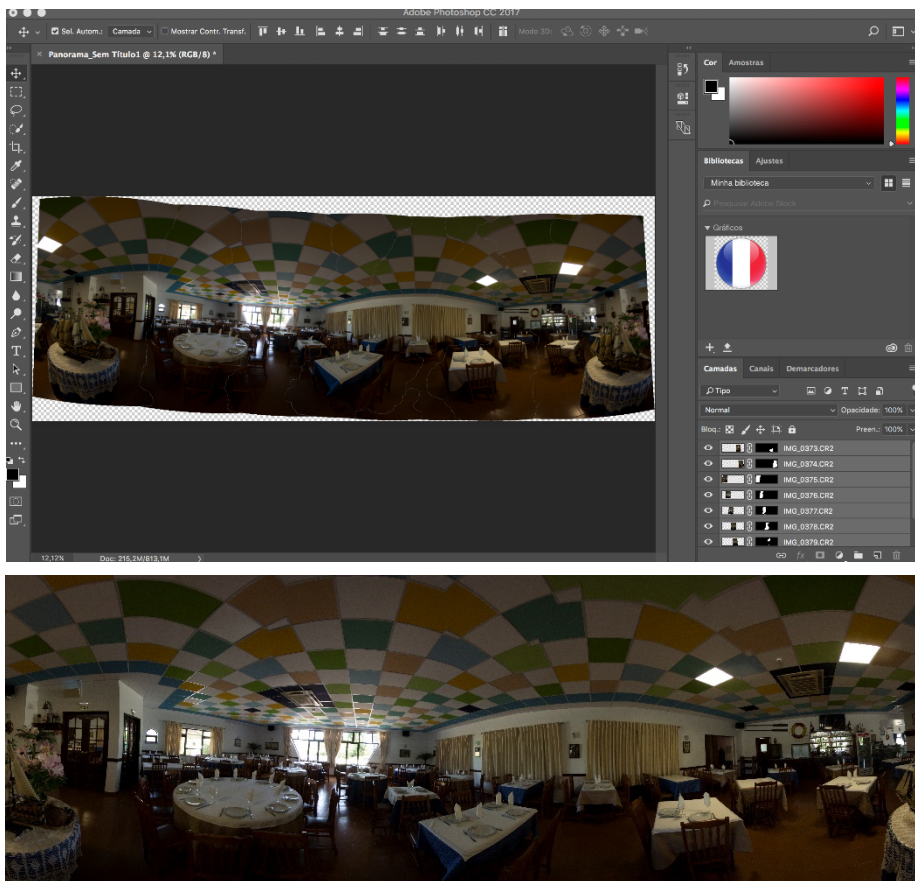 Adobe Photoshop CC 2017
Sel. Autom.: Camada Mostrar Contr. Transf. Modo 3D:
× Panorama_Sem Título1 @ 12,1% (RGB/8) *
Cor Amostras
Bibliotecas Ajustes
Minha biblioteca
Pesquisar Adobe Stock
Gráficos
Camadas Canais Demarcadores
Tipo
Normal Opacidade: 100%
Bloq.: Preen.: 100%
IMG_0373.CR2
IMG_0374.CR2
IMG_0375.CR2
IMG_0376.CR2
IMG_0377.CR2
IMG_0378.CR2
IMG_0379.CR2
12,12% Doc: 215,2M/613,1M
fx